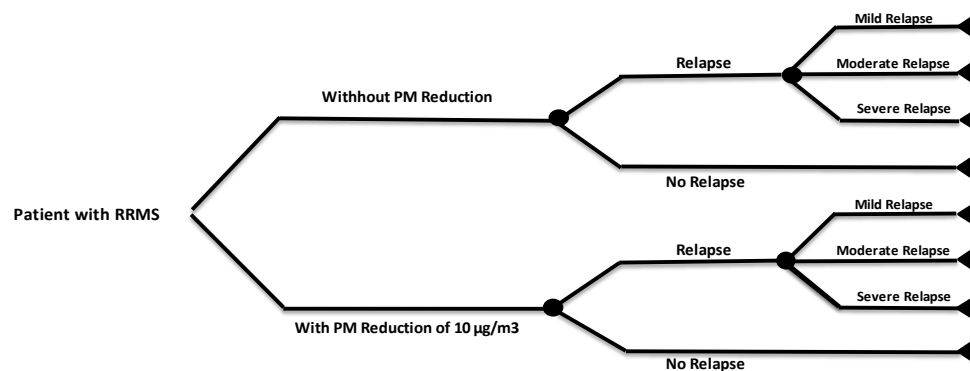 Mild Relapse
Relapse
Moderate Relapse
Withhout PM Reduction
Severe Relapse
No Relapse
Patient with RRMS
Mild Relapse
Relapse
Moderate Relapse
Severe Relapse
With PM Reduction of 10 µg/m3
No Relapse